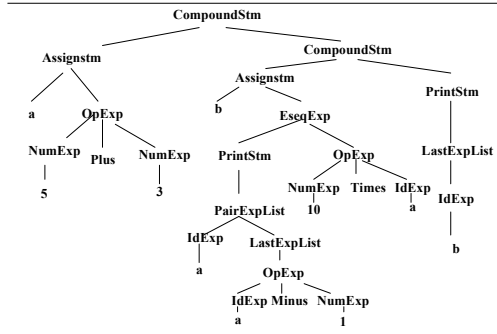 CompoundStm
CompoundStm
Assignstm
Assignstm
PrintStm
a
OpExp
b
EseqExp
NumExp
Plus
NumExp
PrintStm
OpExp
LastExpList
5
3
NumExp
Times
IdExp
IdExp
PairExpList
10
a
IdExp
LastExpList
b
a
OpExp
IdExp Minus NumExp
a
1